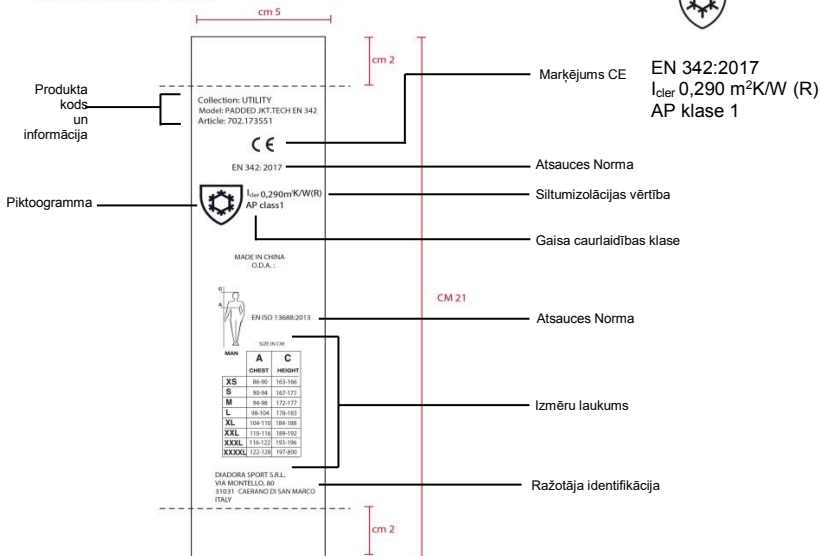 cm 5
cm 2
Marķējums CE
EN 342:2017
Icler 0,290 m²K/W (R)
AP klase 1
Produkta
kods
un
informācija
Collection: UTILITY
Model: PADDED JKT.TECH EN 342
Article: 702.173551
CE
EN 342: 2017
Atsauces Norma
Piktoogramma
Icler 0,290m²K/W(R)
AP class1
Siltumizolācijas vērtība
Gaisa caurlaidības klase
MADE IN CHINA
O.D.A. :
CM 21
A
EN ISO 13688:2013
Atsauces Norma
SIZE IN CM
MAN
A C
CHEST HEIGHT
XS 86-90 163-166
S 90-94 167-171
M 94-98 172-177
L 98-104 178-183
XL 104-110 184-188
XXL 110-116 189-192
XXXL 116-122 193-196
XXXXL 122-128 197-200
Izmēru laukums
DIADORA SPORT S.R.L.
VIA MONTELLO, 80
31031 CAERANO DI SAN MARCO
ITALY
Ražotāja identifikācija
cm 2